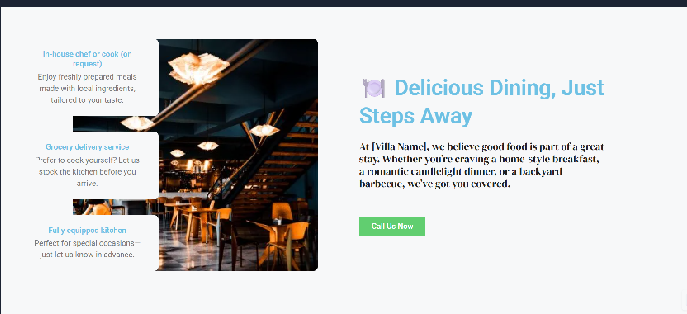 In-house chef or cook (on
request)
Enjoy freshly prepared meals
made with local ingredients,
tailored to your taste.
Grocery delivery service
Prefer to cook yourself? Let us
stock the kitchen before you
arrive.
Fully equipped kitchen
Perfect for special occasions—
just let us know in advance.
🍽️ Delicious Dining, Just
Steps Away
At [Villa Name], we believe good food is part of a great
stay. Whether you're craving a home-style breakfast,
a romantic candlelight dinner, or a backyard
barbecue, we've got you covered.
Call Us Now